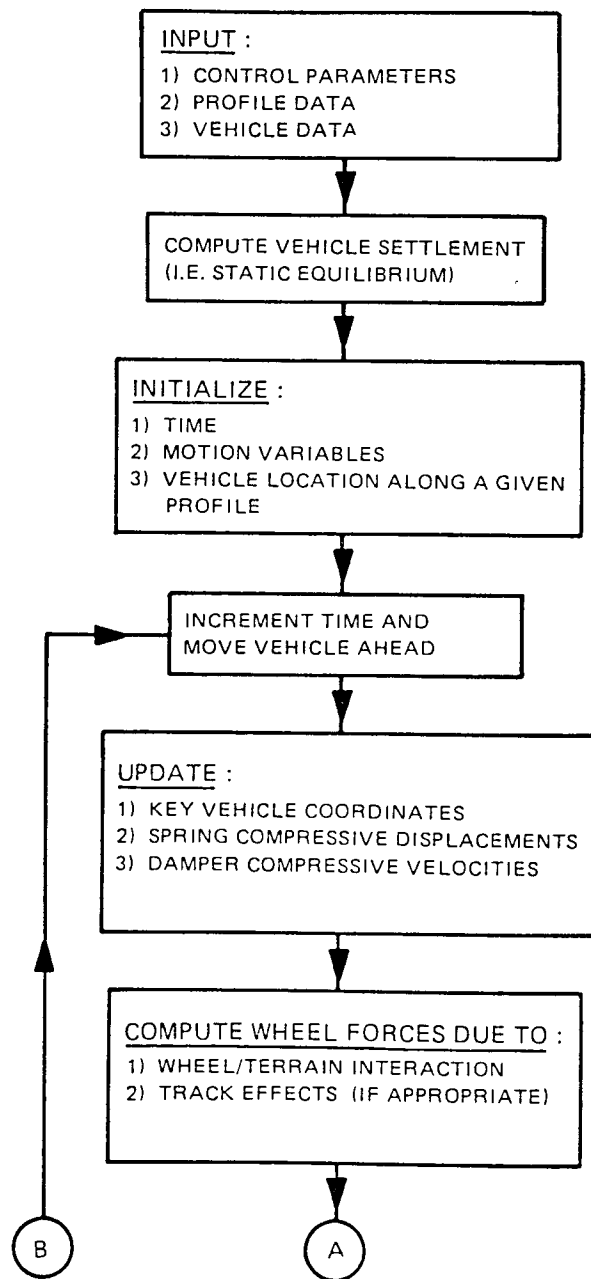 INPUT :
1) CONTROL PARAMETERS
2) PROFILE DATA
3) VEHICLE DATA
COMPUTE VEHICLE SETTLEMENT
(I.E. STATIC EQUILIBRIUM)
INITIALIZE :
1) TIME
2) MOTION VARIABLES
3) VEHICLE LOCATION ALONG A GIVEN
PROFILE
INCREMENT TIME AND
MOVE VEHICLE AHEAD
UPDATE :
1) KEY VEHICLE COORDINATES
2) SPRING COMPRESSIVE DISPLACEMENTS
3) DAMPER COMPRESSIVE VELOCITIES
COMPUTE WHEEL FORCES DUE TO :
1) WHEEL/TERRAIN INTERACTION
2) TRACK EFFECTS (IF APPROPRIATE)
B
A